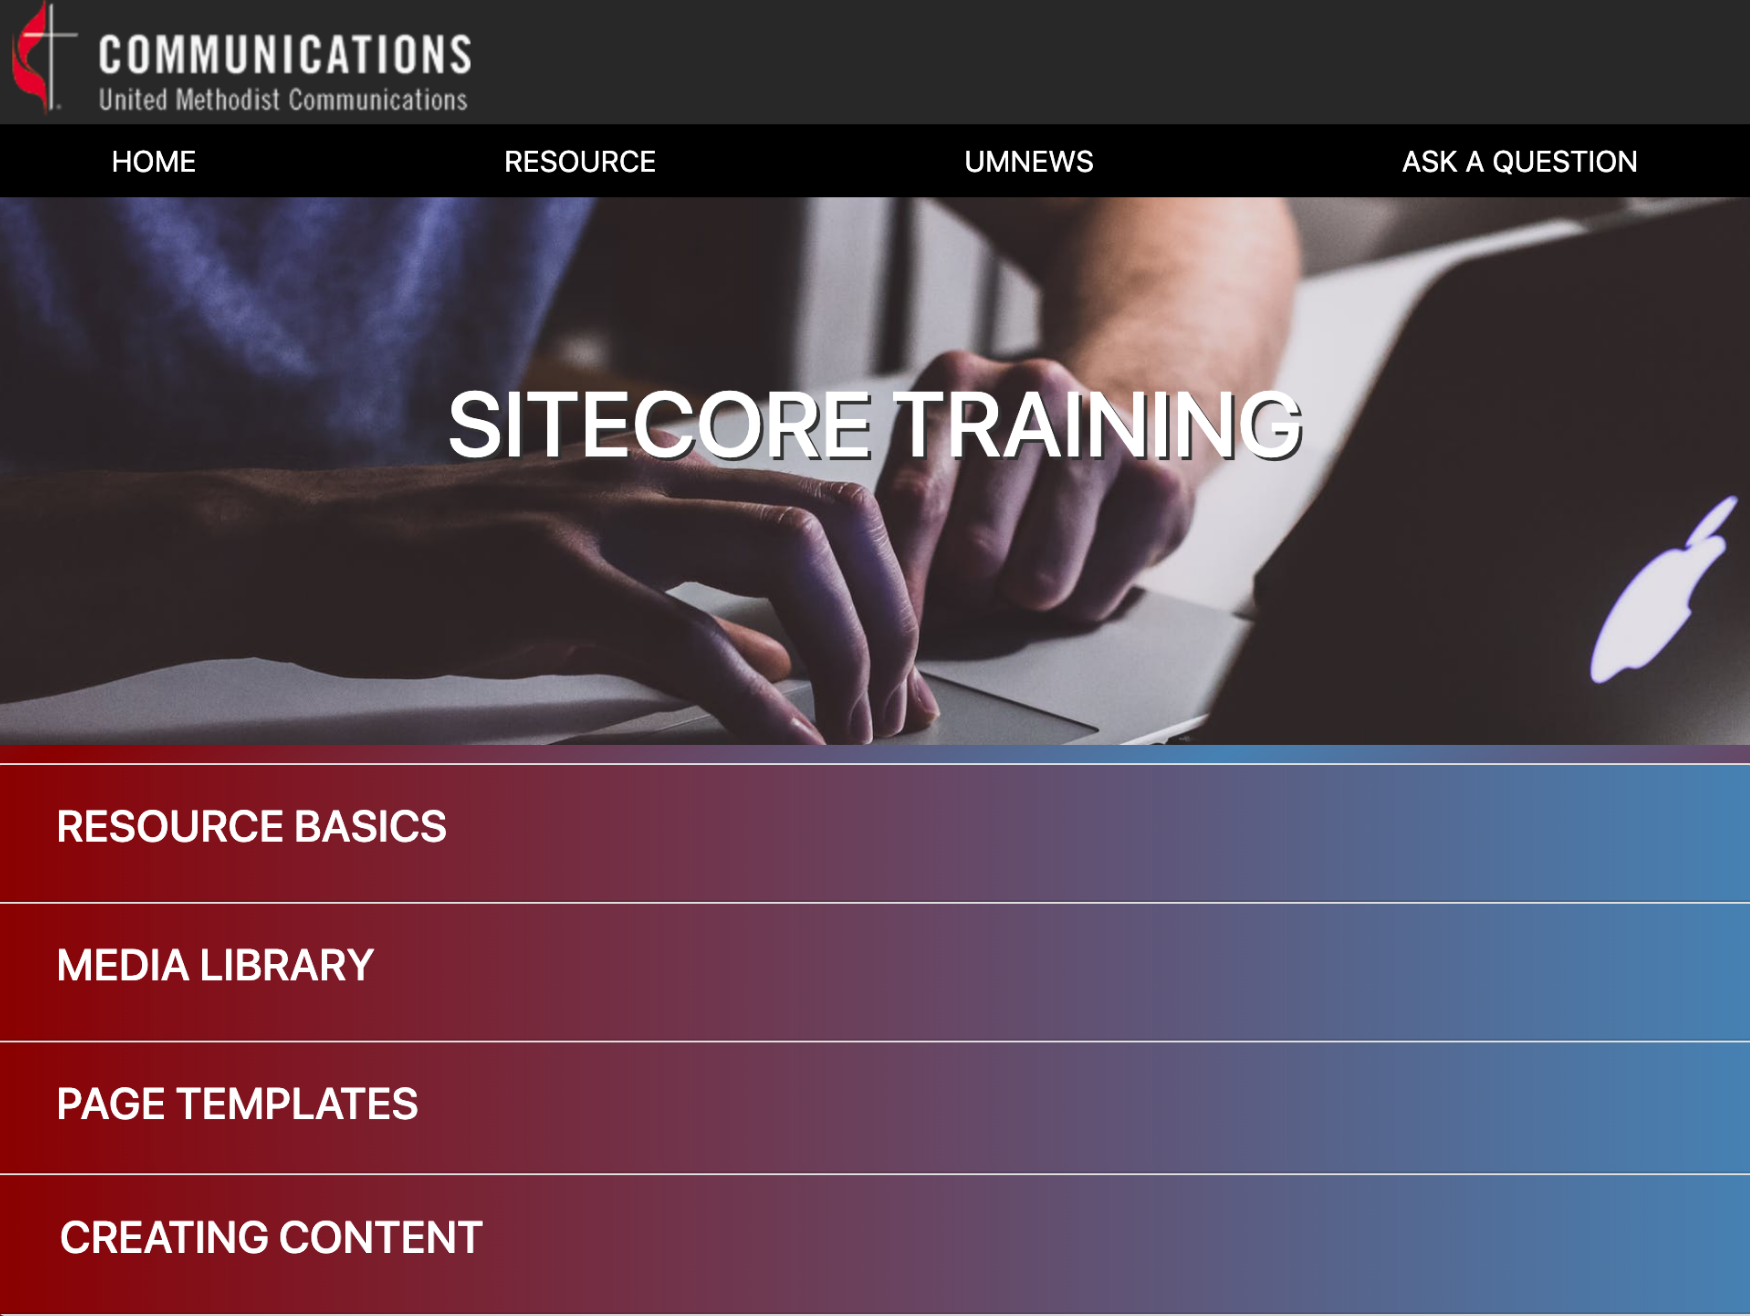 COMMUNICATIONS
United Methodist Communications
HOME RESOURCE UMNEWS ASK A QUESTION
SITECORE TRAINING
RESOURCE BASICS
MEDIA LIBRARY
PAGE TEMPLATES
CREATING CONTENT